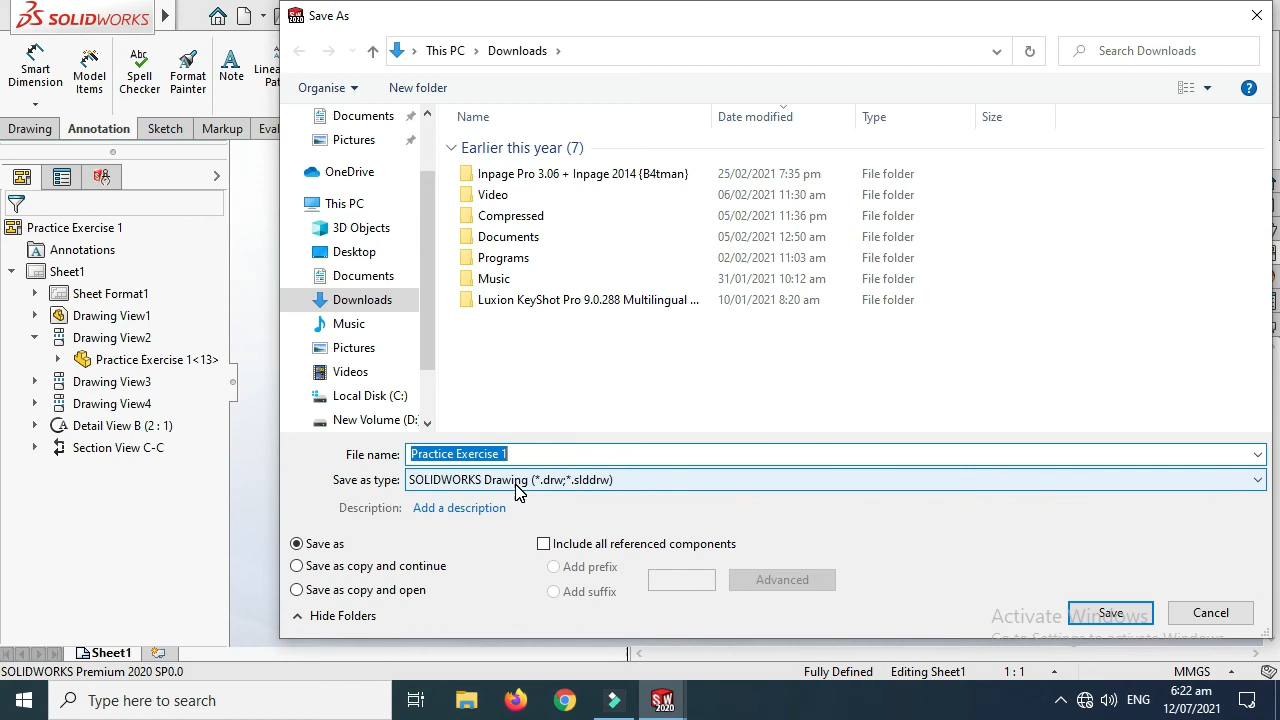 SOLIDWORKS
SW 2020 Save As
This PC > Downloads >
Search Downloads
Smart Dimension
Model Items
Spell Checker
Format Painter
Note
Organise
New folder
Drawing
Annotation
Sketch
Markup
Documents
Pictures
OneDrive
This PC
3D Objects
Desktop
Documents
Downloads
Music
Pictures
Videos
Local Disk (C:)
New Volume (D:
Name
Date modified
Type
Size
Earlier this year (7)
Inpage Pro 3.06 + Inpage 2014 {B4tman} 25/02/2021 7:35 pm File folder
Video 06/02/2021 11:30 am File folder
Compressed 05/02/2021 11:36 pm File folder
Documents 05/02/2021 12:50 am File folder
Programs 02/02/2021 11:03 am File folder
Music 31/01/2021 10:12 am File folder
Luxion KeyShot Pro 9.0.288 Multilingual ... 10/01/2021 8:20 am File folder
Practice Exercise 1
Annotations
Sheet1
Sheet Format1
Drawing View1
Drawing View2
Practice Exercise 1<13>
Drawing View3
Drawing View4
Detail View B (2 : 1)
Section View C-C
File name: Practice Exercise 1
Save as type: SOLIDWORKS Drawing (*.drw;*.slddrw)
Description: Add a description
Save as
Save as copy and continue
Save as copy and open
Include all referenced components
Add prefix
Add suffix
Advanced
Hide Folders
Save
Cancel
Activate Windows
Go to Settings to activate Windows.
Sheet1
SOLIDWORKS Premium 2020 SP0.0
Fully Defined
Editing Sheet1
1 : 1
MMGS
Type here to search
SW 2020
ENG
6:22 am
12/07/2021